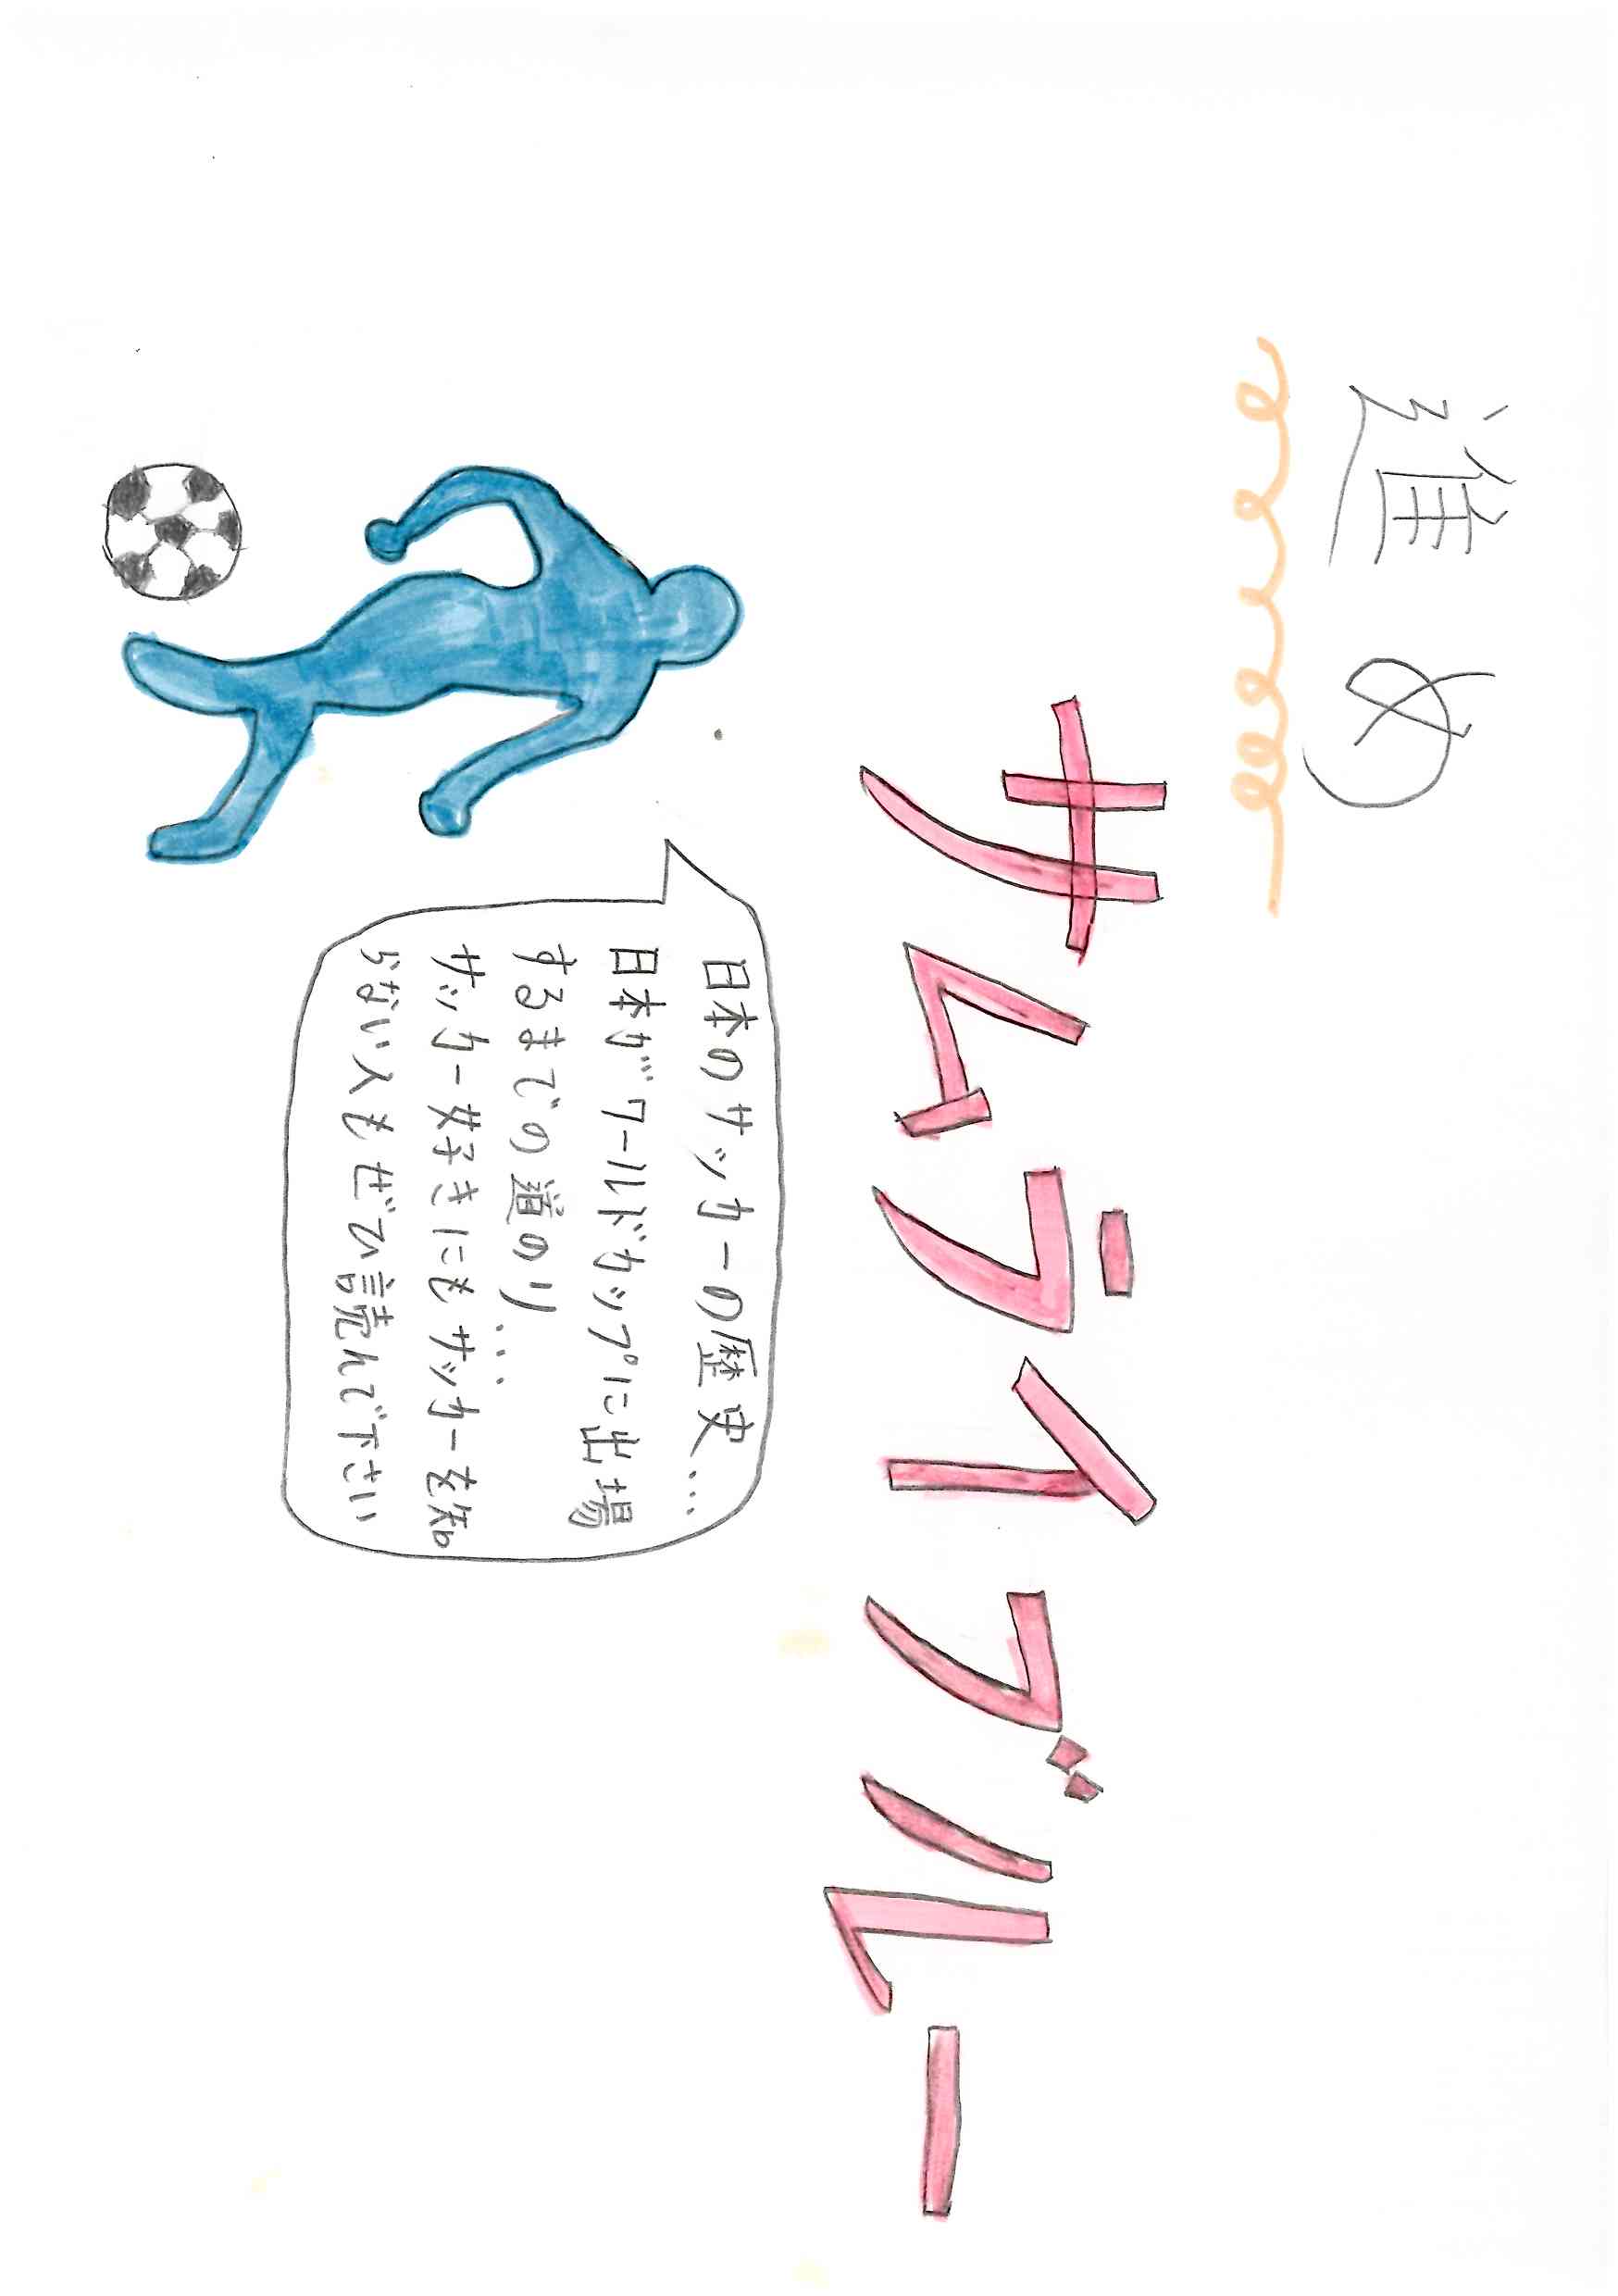 進め
サムライブルー
日本のサッカーの歴史...
日本がワールドカップに出場
するまでの道のり...
サッカー好きにもサッカーを知
らない人もぜひ読んで下さい